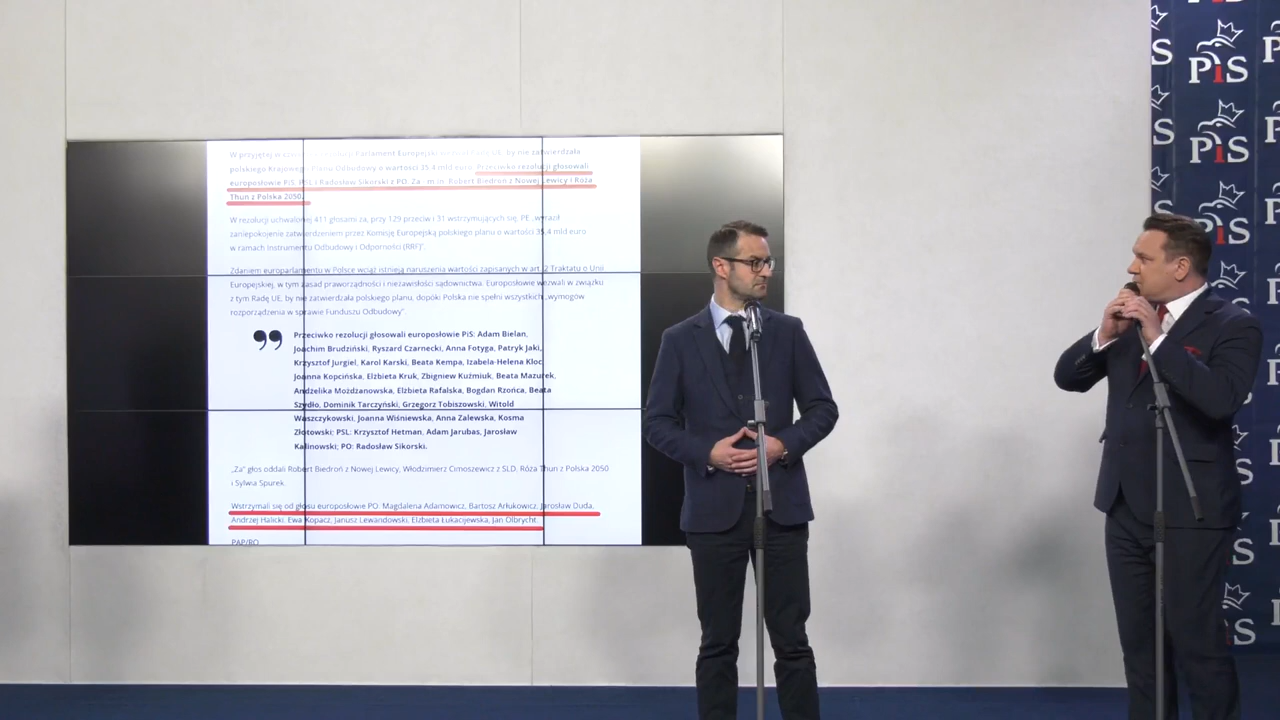 W przyjętej w Parlament Europejski by nie zatwierdzała
polskiego Krajowego Planu Odbudowy o wartości 35,4 mld euro. Przeciwko rezolucji głosowali
europosłowie PiS, PSL i Radosław Sikorski z PO. Za - m.in. Robert Biedroń z Nowej Lewicy i Róża
Thun z Polska 2050.
W rezolucji uchwalonej 411 głosami za, przy 129 przeciw i 31 wstrzymujących się, PE „wyraził
zaniepokojenie zatwierdzeniem przez Komisję Europejską polskiego planu o wartości 35,4 mld euro
w ramach Instrumentu Odbudowy i Odporności (RRF)”.
Zdaniem europarlamentu w Polsce wciąż istnieją naruszenia wartości zapisanych w art. 2 Traktatu o Unii
Europejskiej, w tym zasad praworządności i niezawisłości sądownictwa. Europosłowie wezwali w związku
z tym Radę UE, by nie zatwierdzała polskiego planu, dopóki Polska nie spełni wszystkich „wymogów
rozporządzenia w sprawie Funduszu Odbudowy”.
Przeciwko rezolucji głosowali europosłowie PiS: Adam Bielan,
Joachim Brudziński, Ryszard Czarnecki, Anna Fotyga, Patryk Jaki,
Krzysztof Jurgiel, Karol Karski, Beata Kempa, Izabela-Helena Kloc,
Joanna Kopcińska, Elżbieta Kruk, Zbigniew Kuźmiuk, Beata Mazurek,
Andżelika Możdżanowska, Elżbieta Rafalska, Bogdan Rzońca, Beata
Szydło, Dominik Tarczyński, Grzegorz Tobiszowski, Witold
Waszczykowski, Joanna Wiśniewska, Anna Zalewska, Kosma
Złotowski; PSL: Krzysztof Hetman, Adam Jarubas, Jarosław
Kalinowski; PO: Radosław Sikorski.
„Za” głos oddali Robert Biedroń z Nowej Lewicy, Włodzimierz Cimoszewicz z SLD, Róża Thun z Polska 2050
i Sylwia Spurek.
Wstrzymali się od głosu europosłowie PO: Magdalena Adamowicz, Bartosz Arłukowicz, Jarosław Duda,
Andrzej Halicki, Ewa Kopacz, Janusz Lewandowski, Elżbieta Łukacijewska, Jan Olbrycht.
PAP/RO
PiS
PiS
PiS